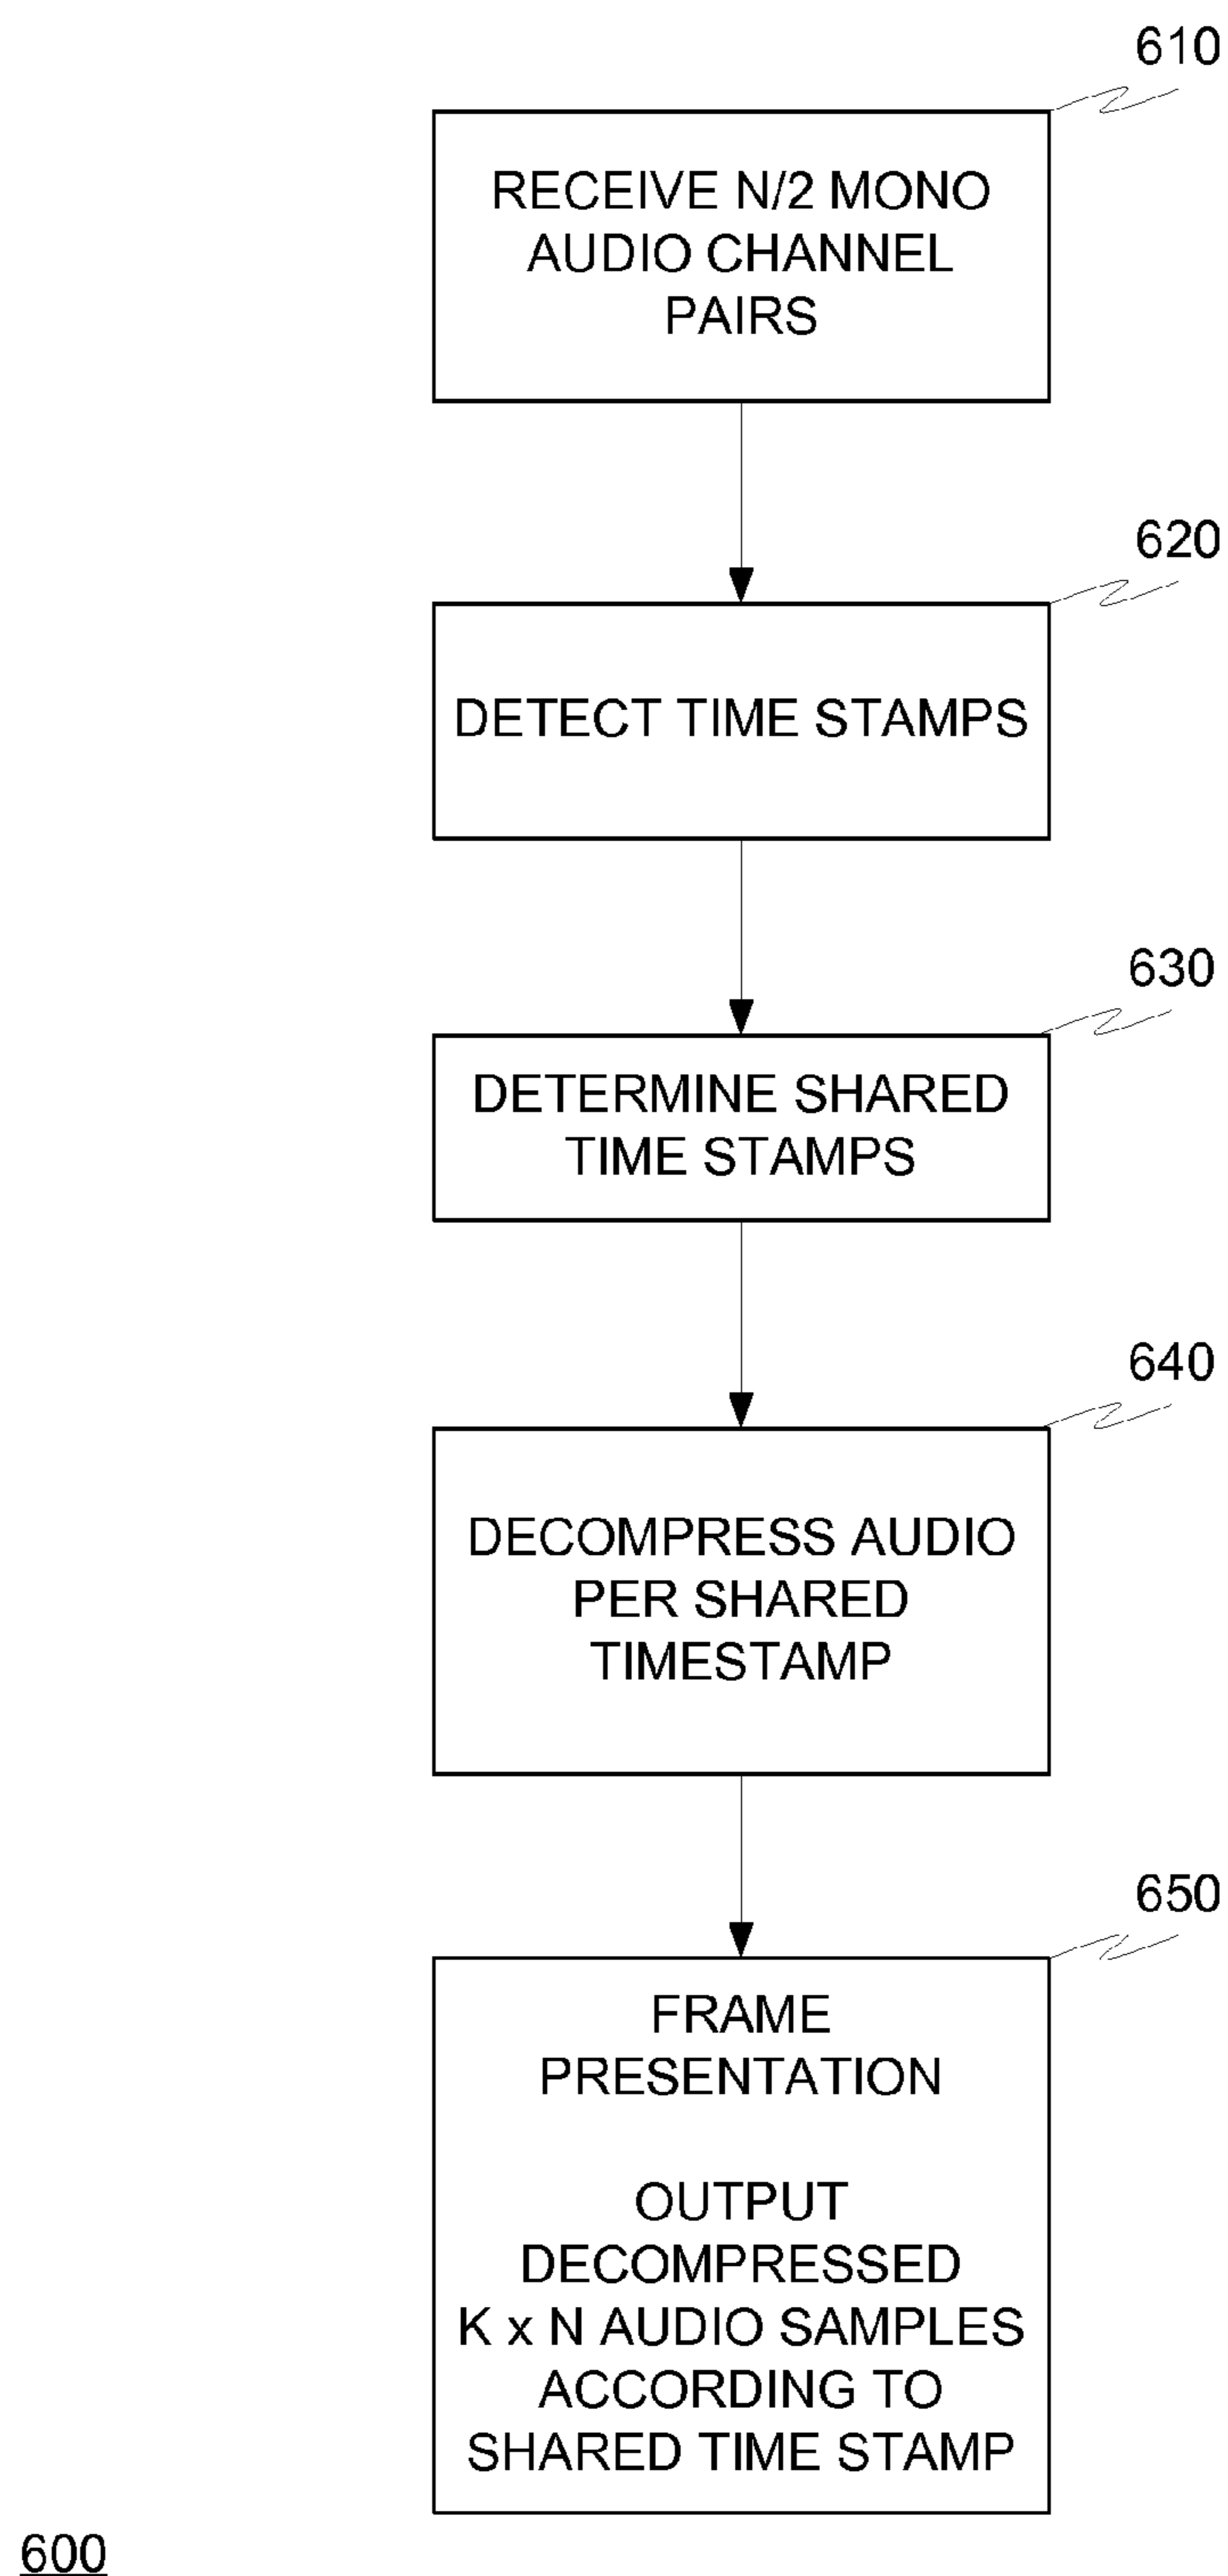 610
RECEIVE N/2 MONO
AUDIO CHANNEL
PAIRS
620
DETECT TIME STAMPS
630
DETERMINE SHARED
TIME STAMPS
640
DECOMPRESS AUDIO
PER SHARED
TIMESTAMP
650
FRAME
PRESENTATION
OUTPUT
DECOMPRESSED
K x N AUDIO SAMPLES
ACCORDING TO
SHARED TIME STAMP
600